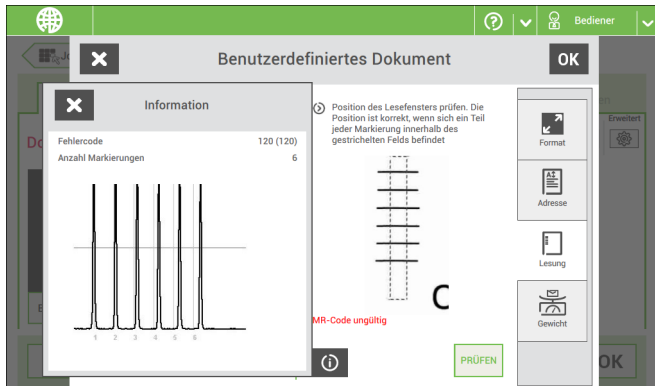 Bediener
Benutzerdefiniertes Dokument
OK
Information
Fehlercode 120 (120)
Anzahl Markierungen 6
1 2 3 4 5 6
Position des Lesefensters prüfen. Die
Position ist korrekt, wenn sich ein Teil
jeder Markierung innerhalb des
gestrichelten Felds befindet
C
MR-Code ungültig
PRÜFEN
Format
Adresse
Lesung
Gewicht
Erweitert
OK